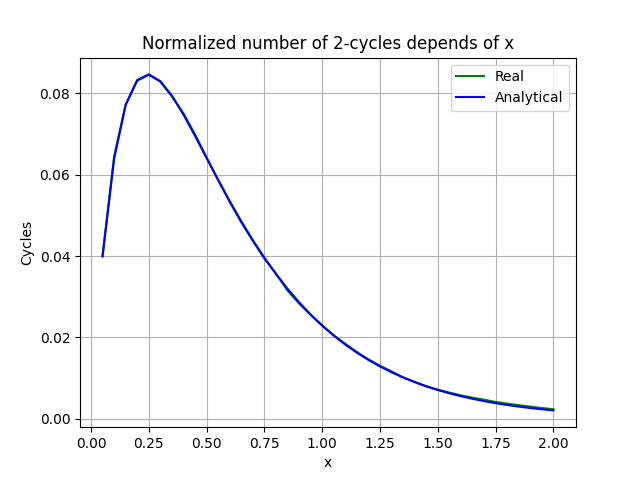 Normalized number of 2-cycles depends of x
Real
Analytical
0.08
0.06
0.04
0.02
0.00
Cycles
0.00 0.25 0.50 0.75 1.00 1.25 1.50 1.75 2.00
x